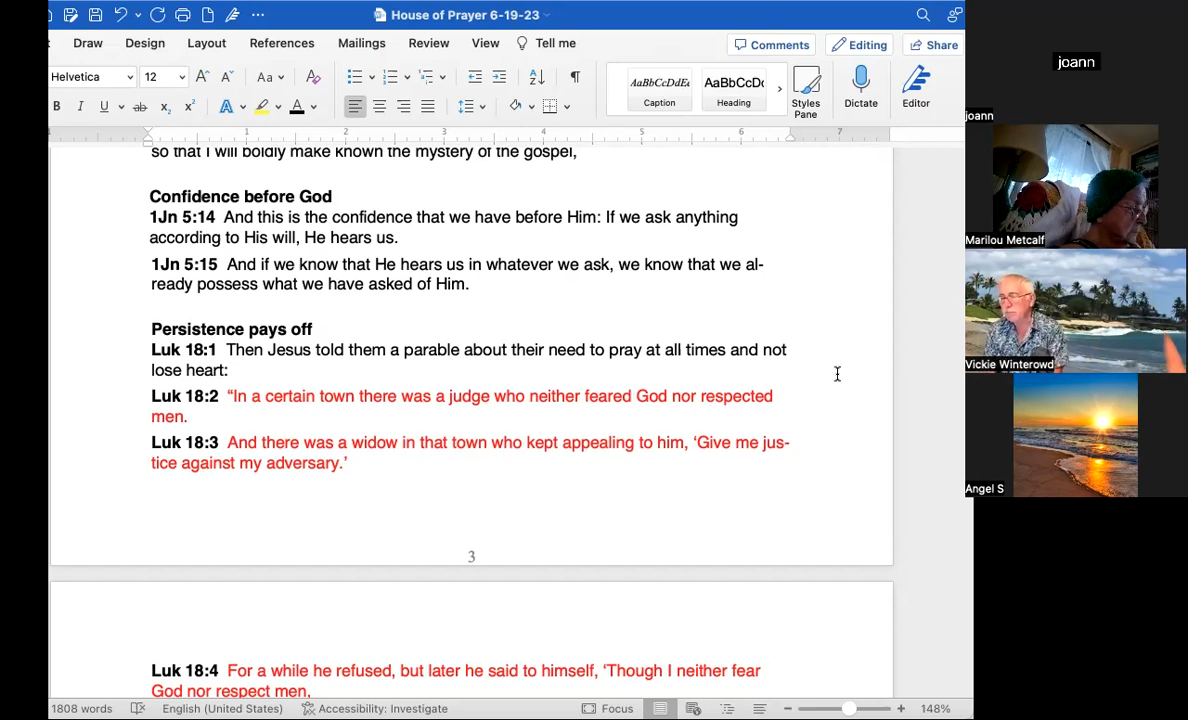 House of Prayer 6-19-23
Draw Design Layout References Mailings Review View Tell me Comments Editing Share
Helvetica 12 Aa
AaBbCcDdEe AaBbCcDc
Caption Heading Styles Pane Dictate Editor
1 1 2 3 4 5 6 7
so that I will boldly make known the mystery of the gospel,
Confidence before God
1Jn 5:14 And this is the confidence that we have before Him: If we ask anything
according to His will, He hears us.
1Jn 5:15 And if we know that He hears us in whatever we ask, we know that we al-
ready possess what we have asked of Him.
Persistence pays off
Luk 18:1 Then Jesus told them a parable about their need to pray at all times and not
lose heart:
Luk 18:2 “In a certain town there was a judge who neither feared God nor respected
men.
Luk 18:3 And there was a widow in that town who kept appealing to him, ‘Give me jus-
tice against my adversary.’
3
Luk 18:4 For a while he refused, but later he said to himself, ‘Though I neither fear
God nor respect men,
1808 words English (United States) Accessibility: Investigate Focus 148%
joann
joann
Marilou Metcalf
Vickie Winterowd
Angel S